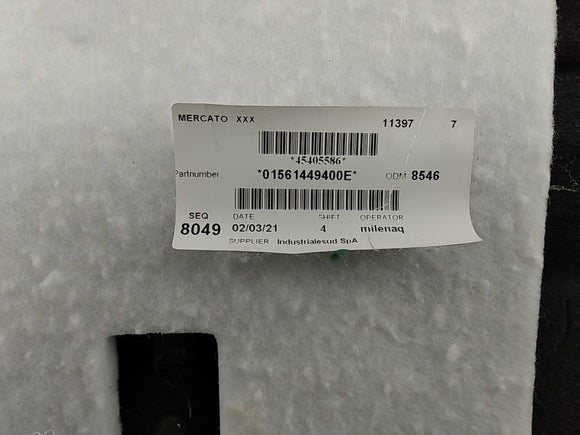 MERCATO XXX 11397 7
*45405586*
Partnumber *01561449400E* ODM 8546
SEQ DATE SHIFT OPERATOR
8049 02/03/21 4 milenaq
SUPPLIER Industrialesud SpA